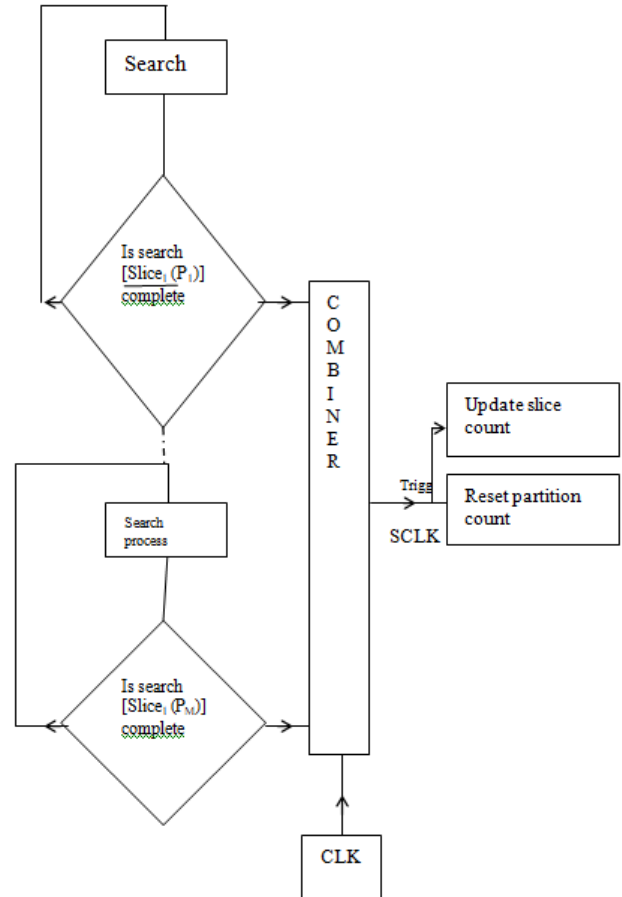 Search
Is search
[Slice₁ (P₁)]
complete
C
O
M
B
I
N
E
R
Update slice
count
Trigg
Reset partition
count
SCLK
Search
process
Is search
[Slice₁ (P_M)]
complete
CLK